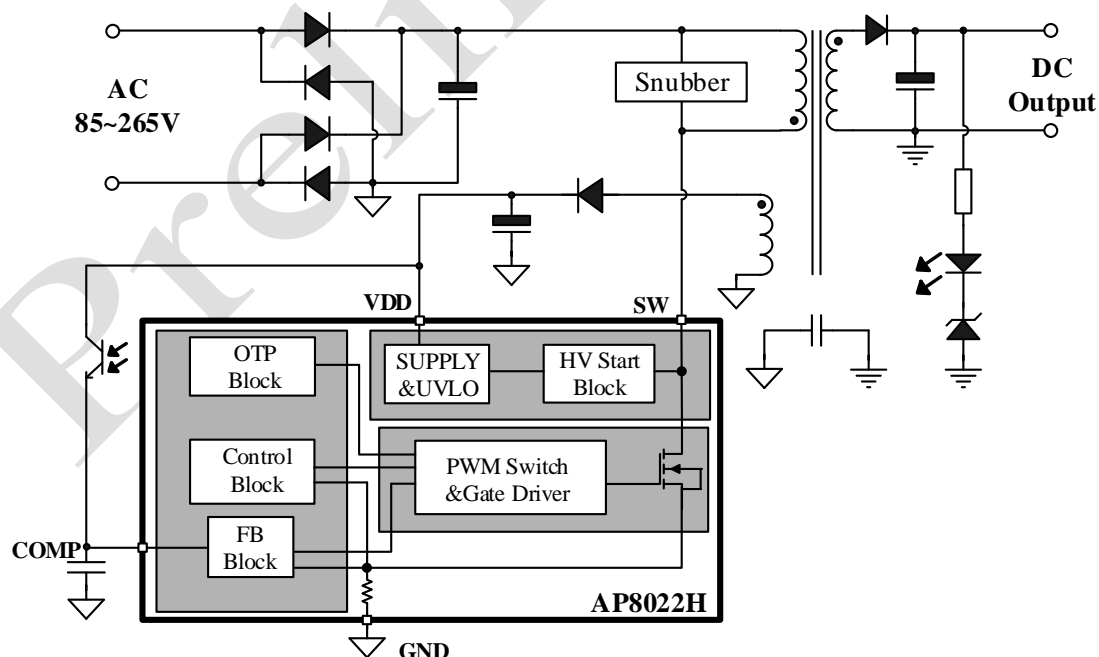 AC
85~265V
Snubber
DC
Output
VDD
SW
OTP
Block
SUPPLY
&UVLO
HV Start
Block
Control
Block
PWM Switch
&Gate Driver
FB
Block
COMP
AP8022H
GND
Preli